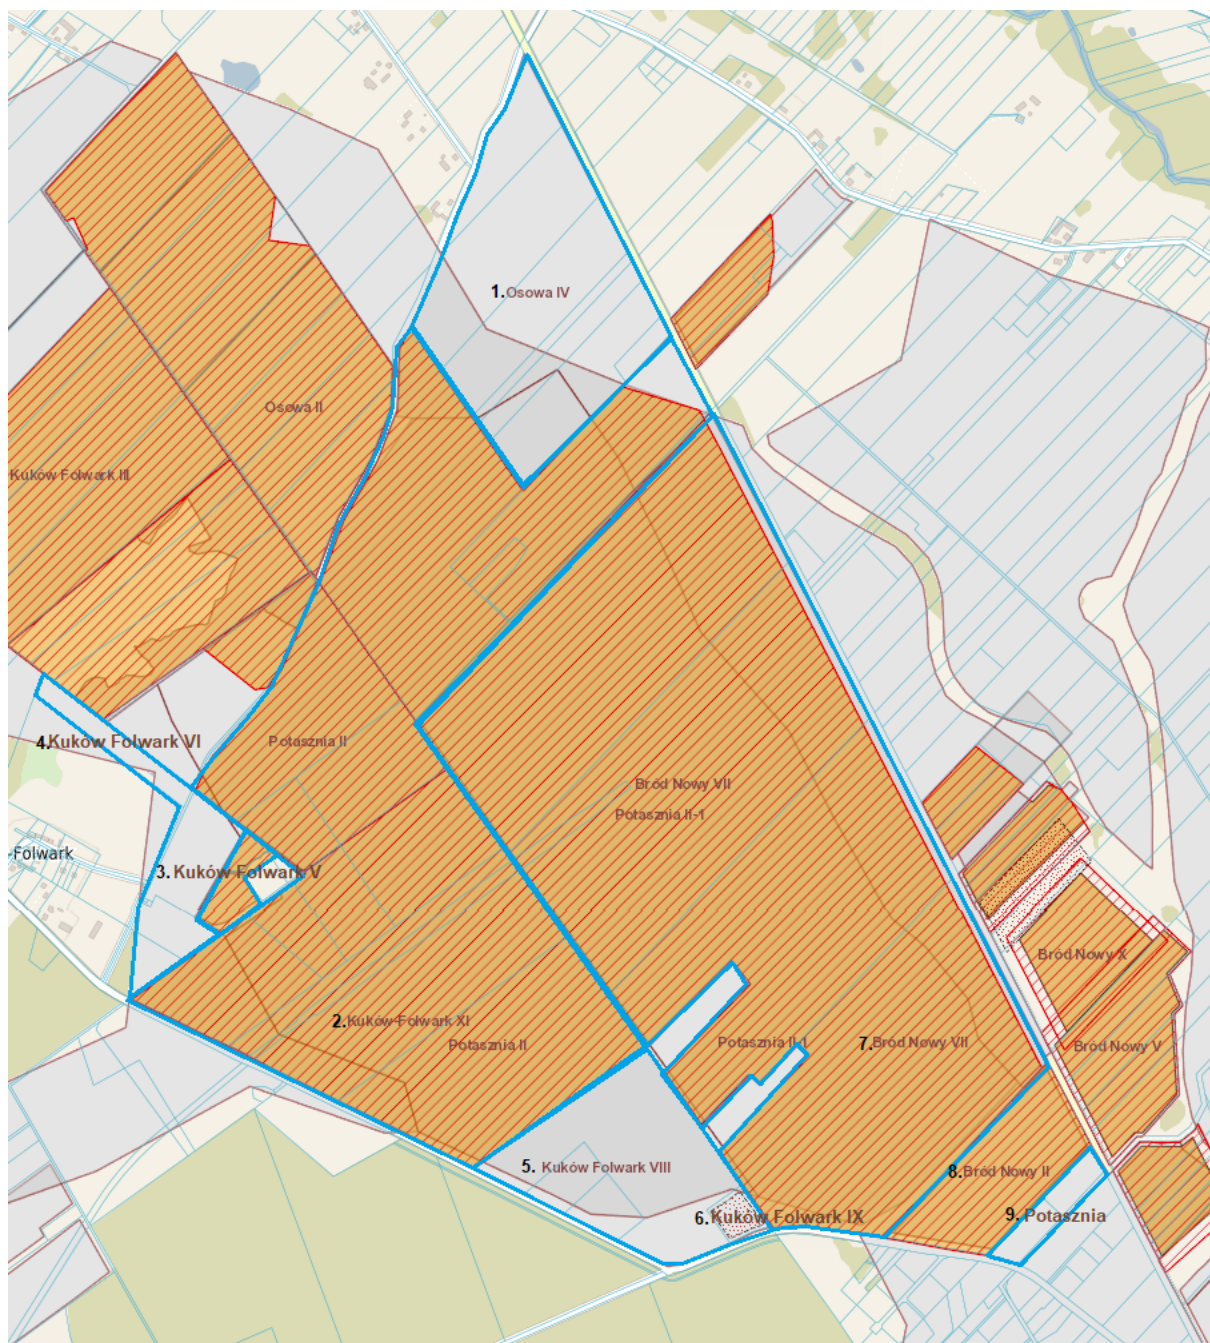 1. Osowa IV
Osowa II
Kuków Folwark III
4. Kuków Folwark VI
Potasznia II
Bród Nowy VII
Potasznia II-1
-Folwark
3. Kuków Folwark V
Bród Nowy X
2. Kuków-Folwark XI
Potasznia II
Potasznia II-1
7. Bród Nowy VII
Bród Nowy V
5. Kuków Folwark VIII
8. Bród Nowy II
6. Kuków Folwark IX
9. Potasznia